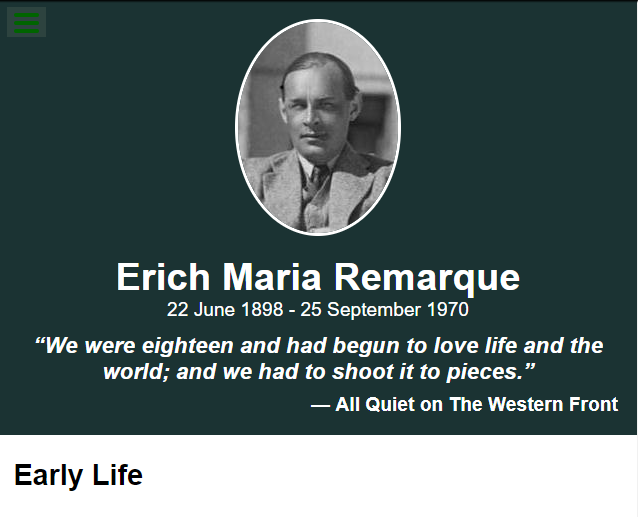 Erich Maria Remarque
22 June 1898 - 25 September 1970
“We were eighteen and had begun to love life and the
world; and we had to shoot it to pieces.”
— All Quiet on The Western Front
Early Life